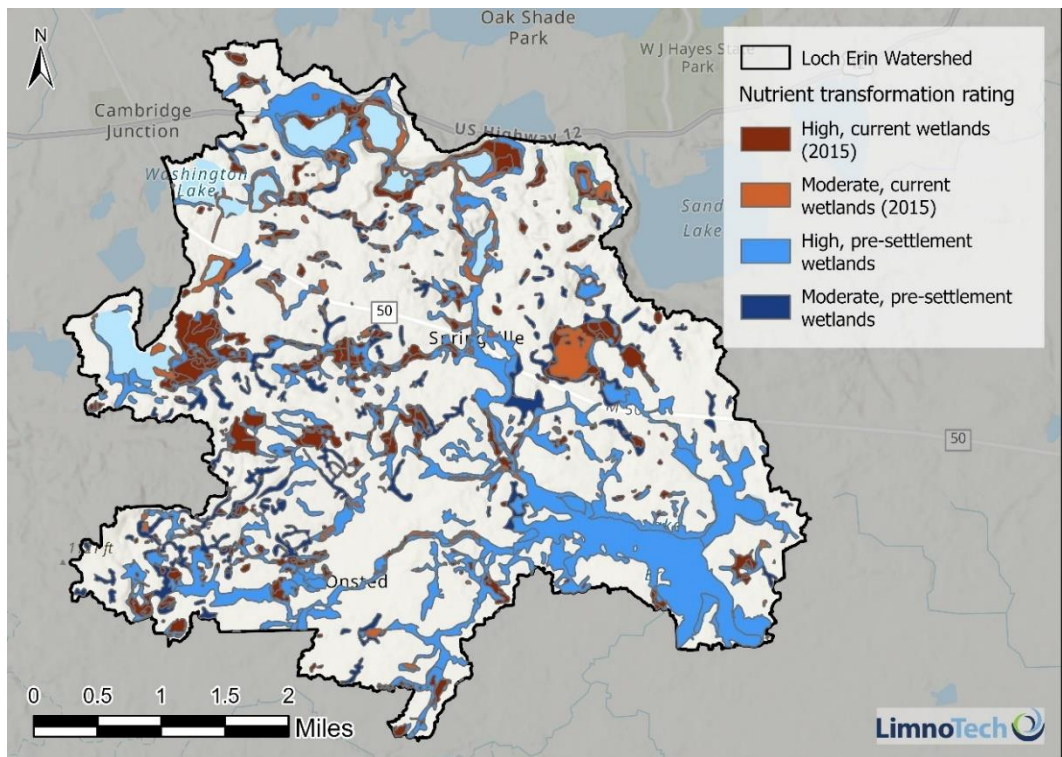 N
Oak Shade
Park
W J Hayes State
Park
Cambridge
Junction
US Highway 12
Washington
Lake
Sand
Lake
50
Springville
M 50
50
Onsted
Loch Erin Watershed
Nutrient transformation rating
High, current wetlands
(2015)
Moderate, current
wetlands (2015)
High, pre-settlement
wetlands
Moderate, pre-settlement
wetlands
0 0.5 1 1.5 2
Miles
LimnoTech